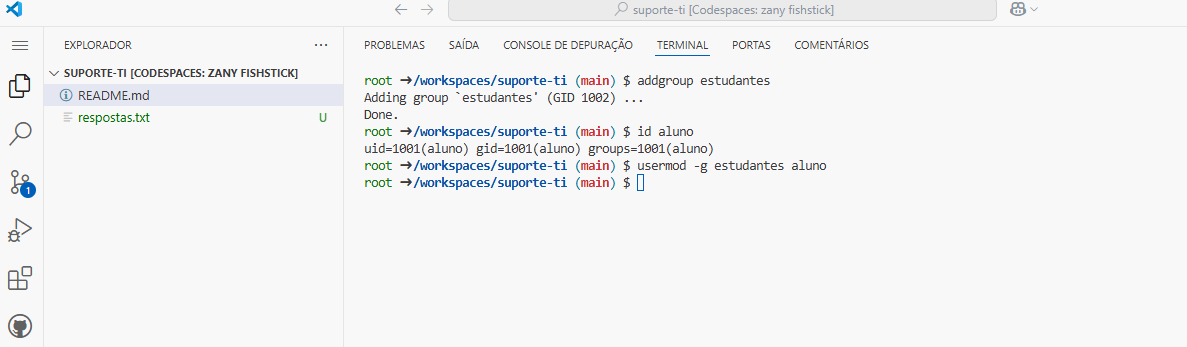 suporte-ti [Codespaces: zany fishstick]
EXPLORADOR
SUPORTE-TI [CODESPACES: ZANY FISHSTICK]
README.md
respostas.txt U
1
PROBLEMAS SAÍDA CONSOLE DE DEPURAÇÃO TERMINAL PORTAS COMENTÁRIOS
root ➜/workspaces/suporte-ti (main) $ addgroup estudantes
Adding group `estudantes' (GID 1002) ...
Done.
root ➜/workspaces/suporte-ti (main) $ id aluno
uid=1001(aluno) gid=1001(aluno) groups=1001(aluno)
root ➜/workspaces/suporte-ti (main) $ usermod -g estudantes aluno
root ➜/workspaces/suporte-ti (main) $